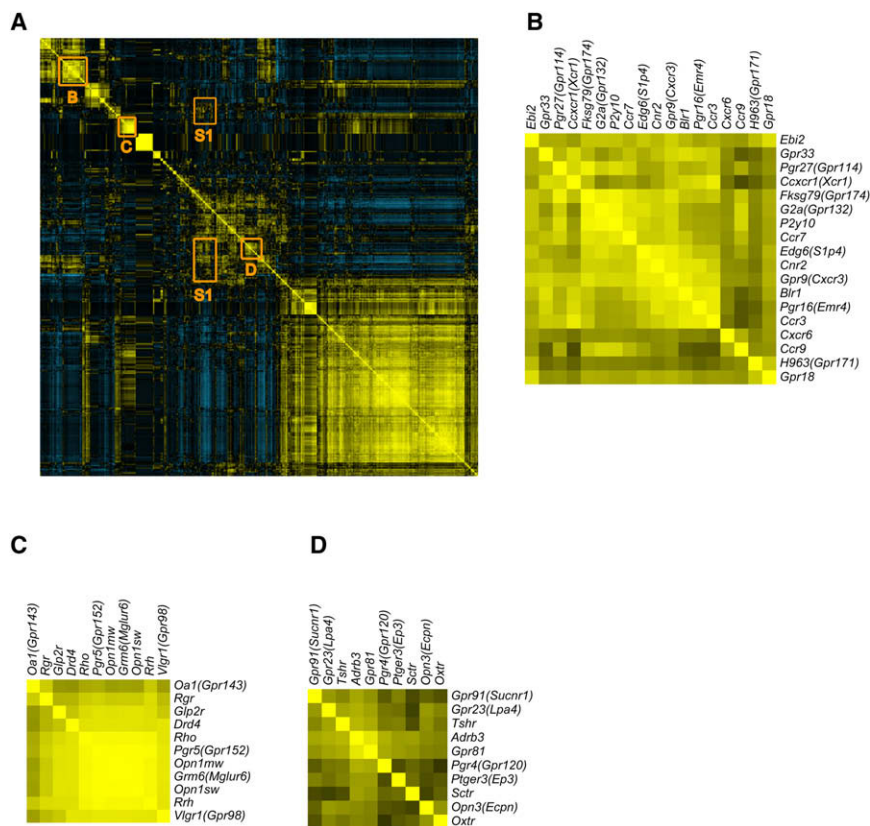 A
B
C
S1
S1
D
B
Ebi2
Gpr33
Pgr27(Gpr114)
Ccxcr1(Xcr1)
Fksg79(Gpr174)
G2a(Gpr132)
P2y10
Ccr7
Edg6(S1p4)
Cnr2
Gpr9(Cxcr3)
Blr1
Pgr16(Emr4)
Ccr3
Cxcr6
Ccr9
H963(Gpr171)
Gpr18
Ebi2
Gpr33
Pgr27(Gpr114)
Ccxcr1(Xcr1)
Fksg79(Gpr174)
G2a(Gpr132)
P2y10
Ccr7
Edg6(S1p4)
Cnr2
Gpr9(Cxcr3)
Blr1
Pgr16(Emr4)
Ccr3
Cxcr6
Ccr9
H963(Gpr171)
Gpr18
C
Oa1(Gpr143)
Rgr
Glp2r
Drd4
Rho
Pgr5(Gpr152)
Opn1mw
Grm6(Mglur6)
Opn1sw
Rrh
Vlgr1(Gpr98)
Oa1(Gpr143)
Rgr
Glp2r
Drd4
Rho
Pgr5(Gpr152)
Opn1mw
Grm6(Mglur6)
Opn1sw
Rrh
Vlgr1(Gpr98)
D
Gpr91(Sucnr1)
Gpr23(Lpa4)
Tshr
Adrb3
Gpr81
Pgr4(Gpr120)
Ptger3(Ep3)
Sctr
Opn3(Ecpn)
Oxtr
Gpr91(Sucnr1)
Gpr23(Lpa4)
Tshr
Adrb3
Gpr81
Pgr4(Gpr120)
Ptger3(Ep3)
Sctr
Opn3(Ecpn)
Oxtr